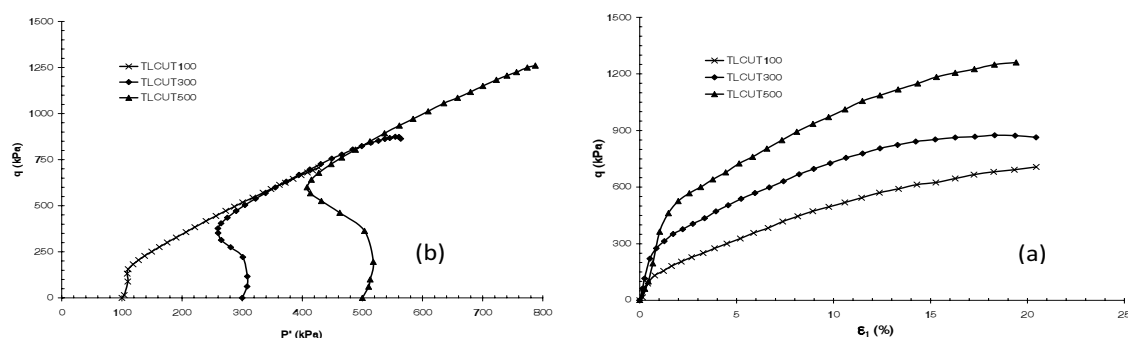 1500
1250
1000
750
500
250
0
q (kPa)
TLCUT100
TLCUT300
TLCUT500
(b)
0 100 200 300 400 500 600 700 800
P' (kPa)
1500
1200
900
600
300
0
q (kPa)
TLCUT100
TLCUT300
TLCUT500
(a)
0 5 10 15 20 25
ε1 (%)